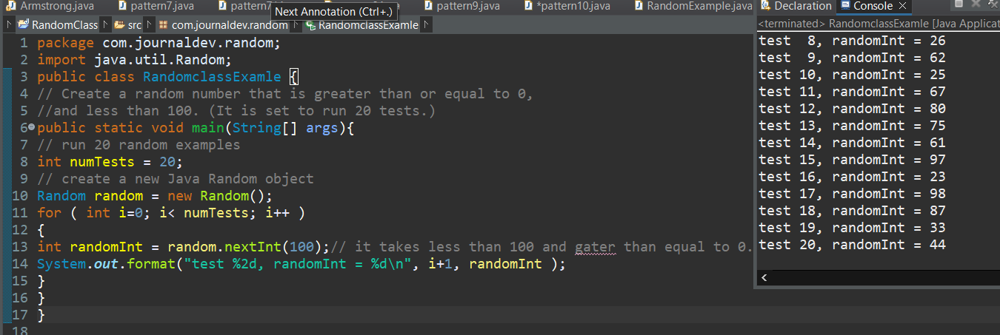 Armstrong.java pattern7.java pattern9.java *pattern10.java RandomExample.java Declaration Console
Next Annotation (Ctrl+.)
RandomClass src com.journaldev.random RandomclassExamle
<terminated> RandomclassExamle [Java Applicat
1 package com.journaldev.random;
2 import java.util.Random;
3 public class RandomclassExamle {
4 // Create a random number that is greater than or equal to 0,
5 //and less than 100. (It is set to run 20 tests.)
6 public static void main(String[] args){
7 // run 20 random examples
8 int numTests = 20;
9 // create a new Java Random object
10 Random random = new Random();
11 for ( int i=0; i< numTests; i++ )
12 {
13 int randomInt = random.nextInt(100);// it takes less than 100 and gater than equal to 0.
14 System.out.format("test %2d, randomInt = %d\n", i+1, randomInt );
15 }
16 }
17 }
18
test  8, randomInt = 26
test  9, randomInt = 62
test 10, randomInt = 25
test 11, randomInt = 67
test 12, randomInt = 80
test 13, randomInt = 75
test 14, randomInt = 61
test 15, randomInt = 97
test 16, randomInt = 23
test 17, randomInt = 98
test 18, randomInt = 87
test 19, randomInt = 33
test 20, randomInt = 44